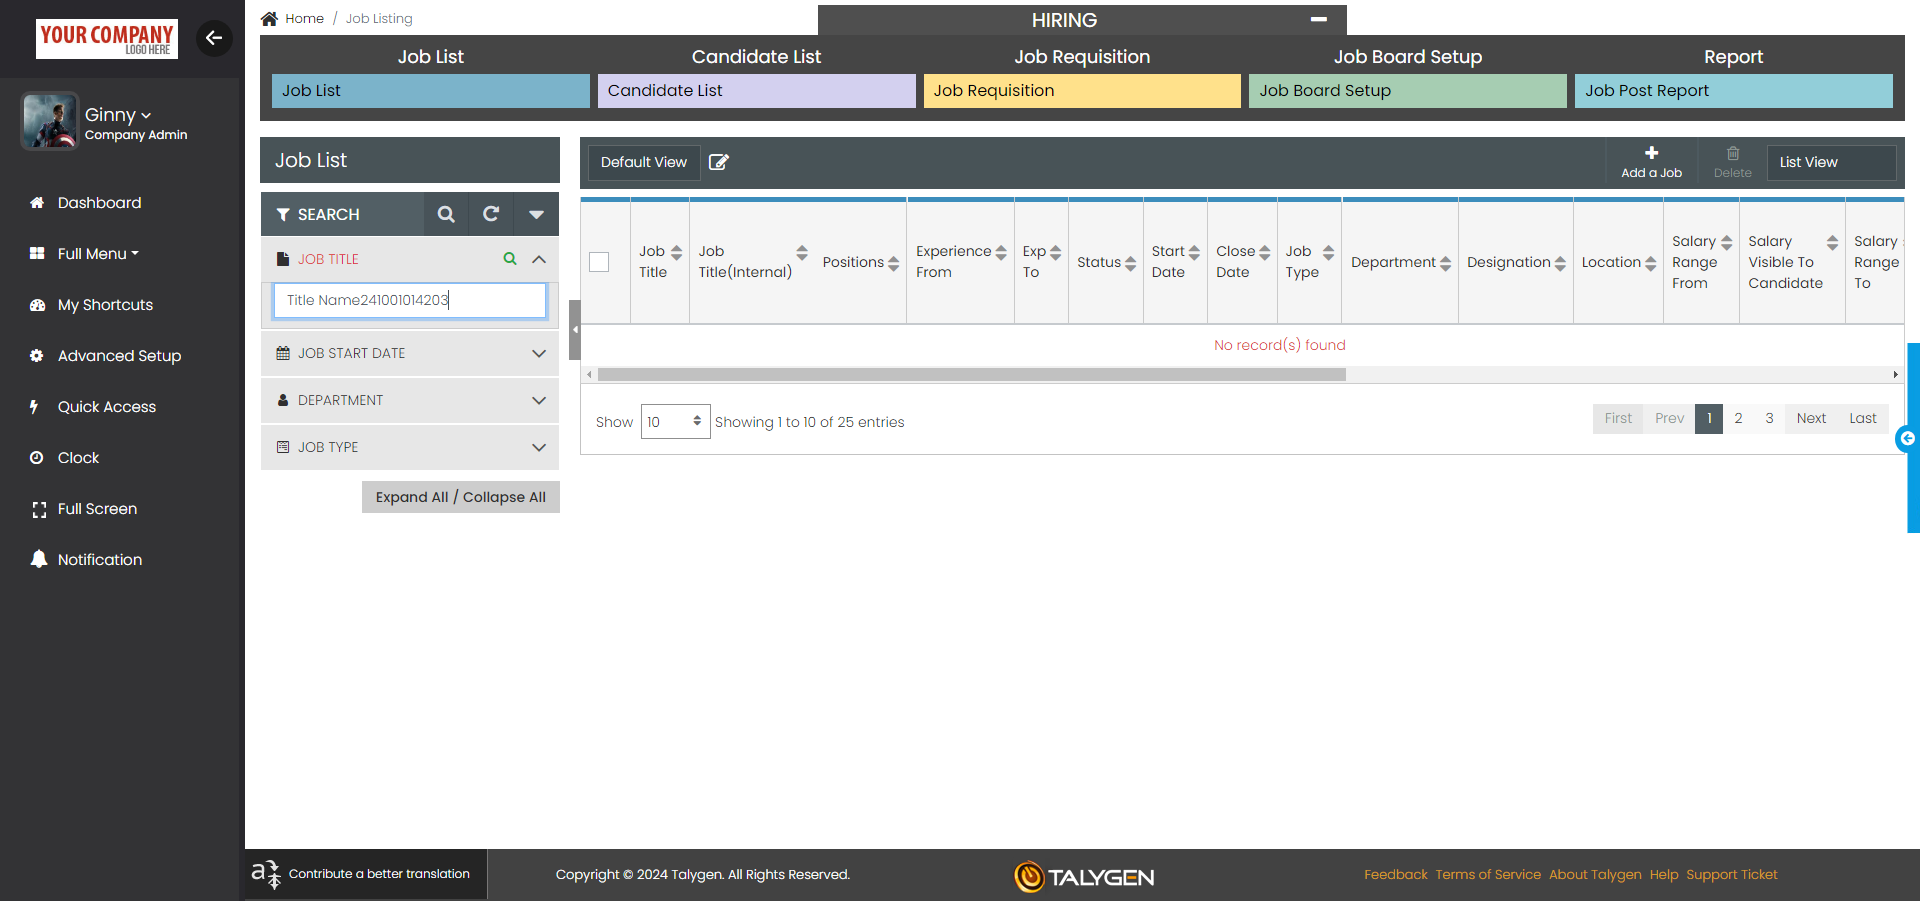 YOUR COMPANY
LOGO HERE
Ginny
Company Admin
Dashboard
Full Menu
My Shortcuts
Advanced Setup
Quick Access
Clock
Full Screen
Notification
Home / Job Listing
HIRING
Job List
Candidate List
Job Requisition
Job Board Setup
Report
Job List
Candidate List
Job Requisition
Job Board Setup
Job Post Report
Job List
SEARCH
JOB TITLE
Title Name241001014203
JOB START DATE
DEPARTMENT
JOB TYPE
Expand All / Collapse All
Default View
Add a Job
Delete
List View
Job
Title
Job
Title(Internal)
Positions
Experience
From
Exp
To
Status
Start
Date
Close
Date
Job
Type
Department
Designation
Location
Salary
Range
From
Salary
Visible To
Candidate
Salary
Range
To
No record(s) found
Show 10 Showing 1 to 10 of 25 entries
First Prev 1 2 3 Next Last
Contribute a better translation
Copyright © 2024 Talygen. All Rights Reserved.
TALYGEN
Feedback Terms of Service About Talygen Help Support Ticket